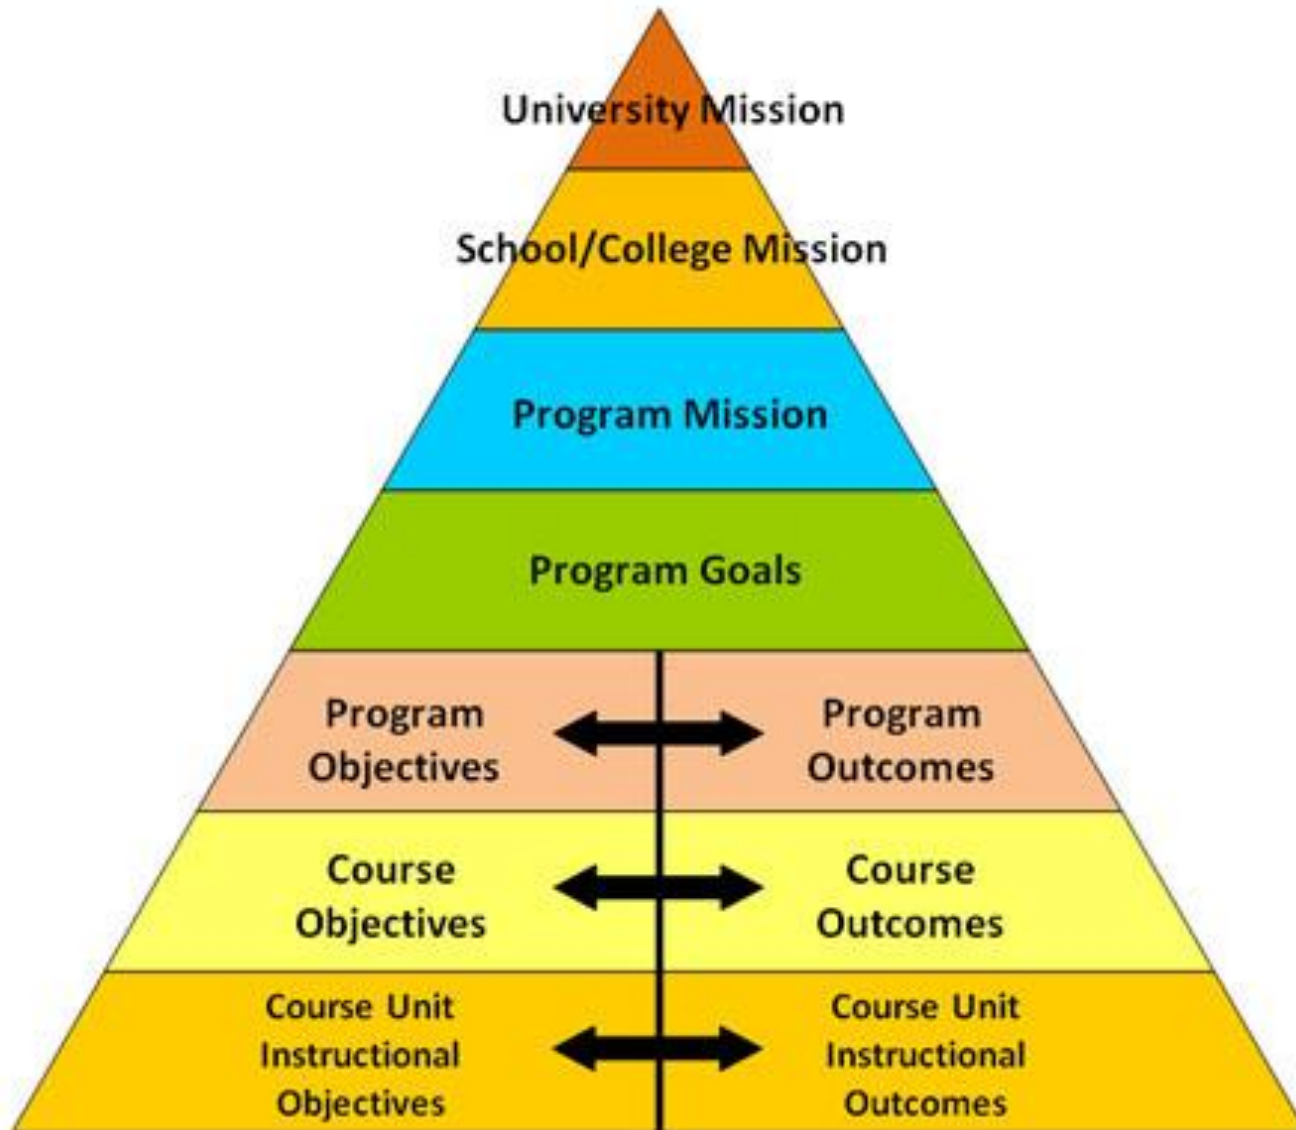 University Mission
School/College Mission
Program Mission
Program Goals
Program
Objectives
Program
Outcomes
Course
Objectives
Course
Outcomes
Course Unit
Instructional
Objectives
Course Unit
Instructional
Outcomes